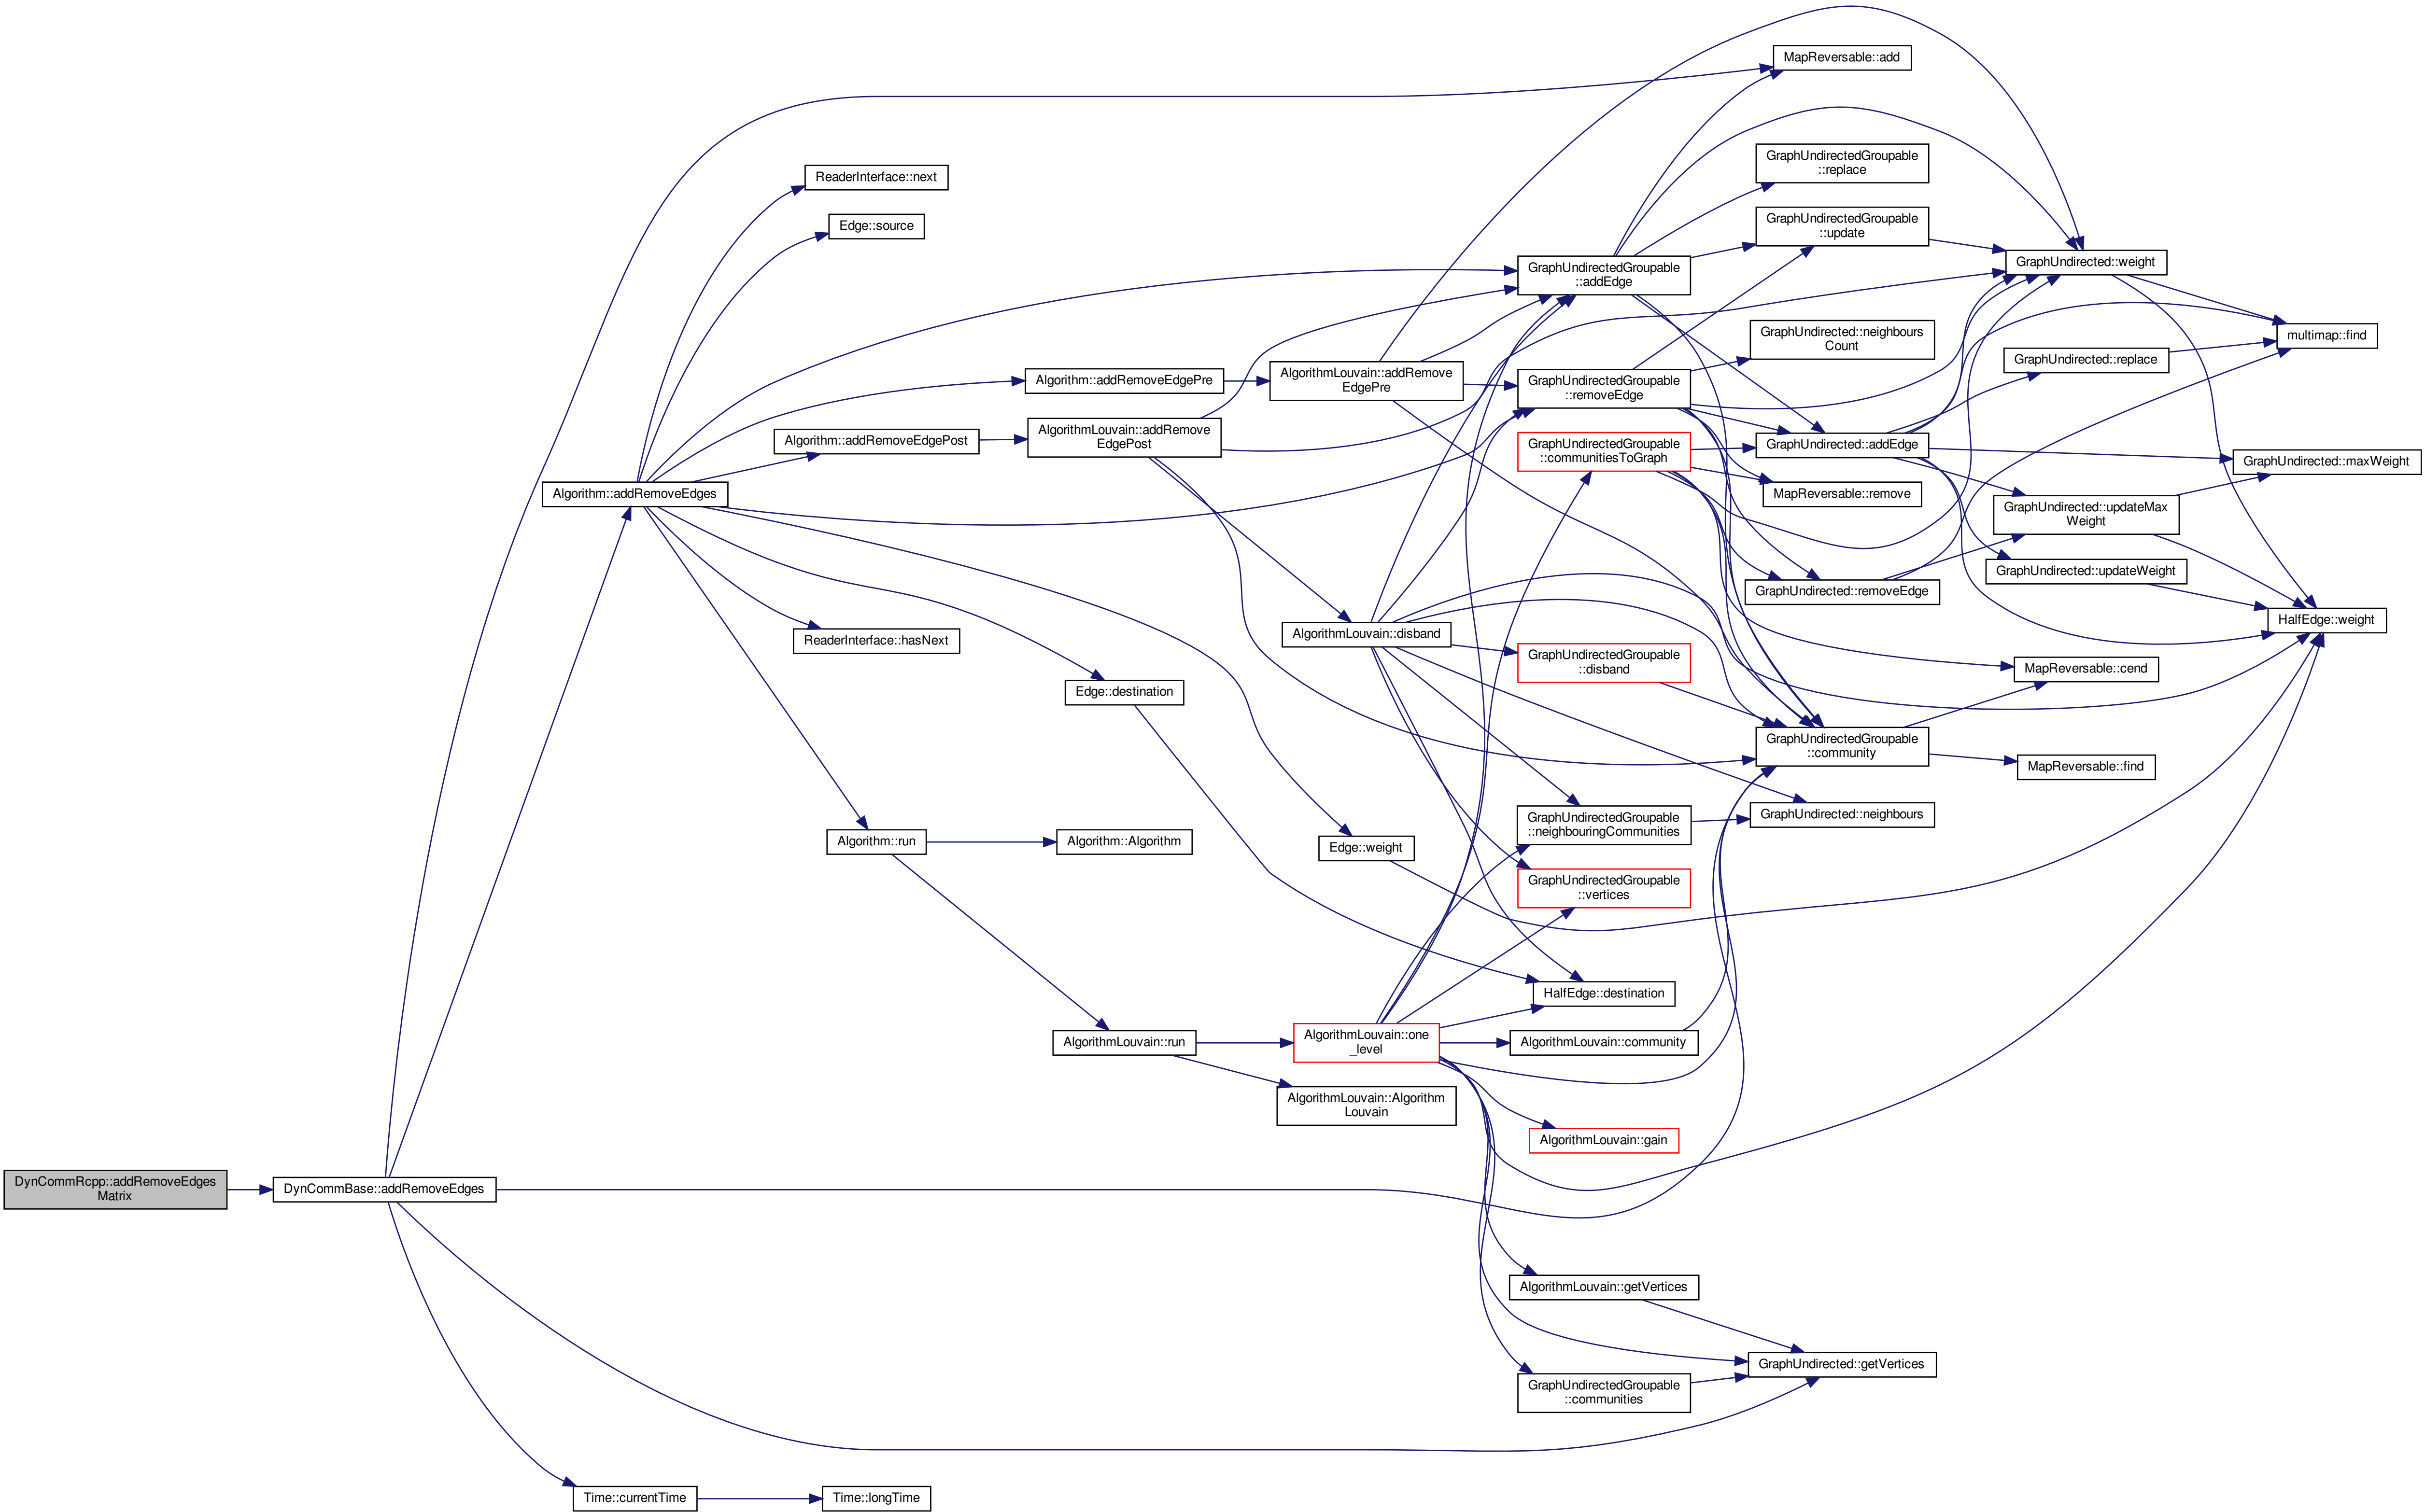 MapReversable::add
GraphUndirectedGroupable
::replace
ReaderInterface::next
Edge::source
GraphUndirectedGroupable
::update
GraphUndirected::weight
GraphUndirectedGroupable
::addEdge
GraphUndirected::neighbours
Count
multimap::find
GraphUndirected::replace
Algorithm::addRemoveEdgePre
AlgorithmLouvain::addRemove
EdgePre
GraphUndirectedGroupable
::removeEdge
Algorithm::addRemoveEdgePost
AlgorithmLouvain::addRemove
EdgePost
GraphUndirectedGroupable
::communitiesToGraph
GraphUndirected::addEdge
GraphUndirected::maxWeight
Algorithm::addRemoveEdges
MapReversable::remove
GraphUndirected::updateMax
Weight
GraphUndirected::updateWeight
GraphUndirected::removeEdge
HalfEdge::weight
ReaderInterface::hasNext
AlgorithmLouvain::disband
GraphUndirectedGroupable
::disband
MapReversable::cend
Edge::destination
GraphUndirectedGroupable
::community
MapReversable::find
GraphUndirected::neighbours
GraphUndirectedGroupable
::neighbouringCommunities
Algorithm::run
Algorithm::Algorithm
Edge::weight
GraphUndirectedGroupable
::vertices
HalfEdge::destination
AlgorithmLouvain::run
AlgorithmLouvain::one
_level
AlgorithmLouvain::community
AlgorithmLouvain::Algorithm
Louvain
AlgorithmLouvain::gain
DynCommRcpp::addRemoveEdges
Matrix
DynCommBase::addRemoveEdges
AlgorithmLouvain::getVertices
GraphUndirected::getVertices
GraphUndirectedGroupable
::communities
Time::currentTime
Time::longTime